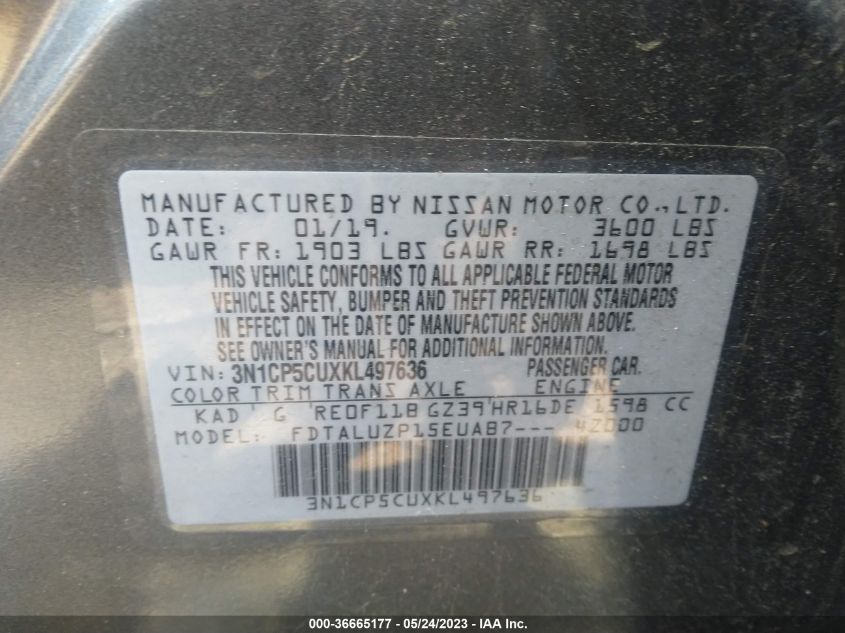 MANUFACTURED BY NISSAN MOTOR CO., LTD.
DATE: 01/19. GVWR: 3600 LBS
GAWR FR: 1903 LBS GAWR RR: 1698 LBS
THIS VEHICLE CONFORMS TO ALL APPLICABLE FEDERAL MOTOR
VEHICLE SAFETY, BUMPER AND THEFT PREVENTION STANDARDS
IN EFFECT ON THE DATE OF MANUFACTURE SHOWN ABOVE.
SEE OWNER'S MANUAL FOR ADDITIONAL INFORMATION.
VIN: 3N1CP5CUXKL497636 PASSENGER CAR.
COLOR TRIM TRANS AXLE ENGINE
KAD G RE0F11B GZ39 HR16DE 1598 CC
MODEL: FDTALUZP15EUAB7--- 4Z000
3N1CP5CUXKL497636
000-36665177 - 05/24/2023 - IAA Inc.